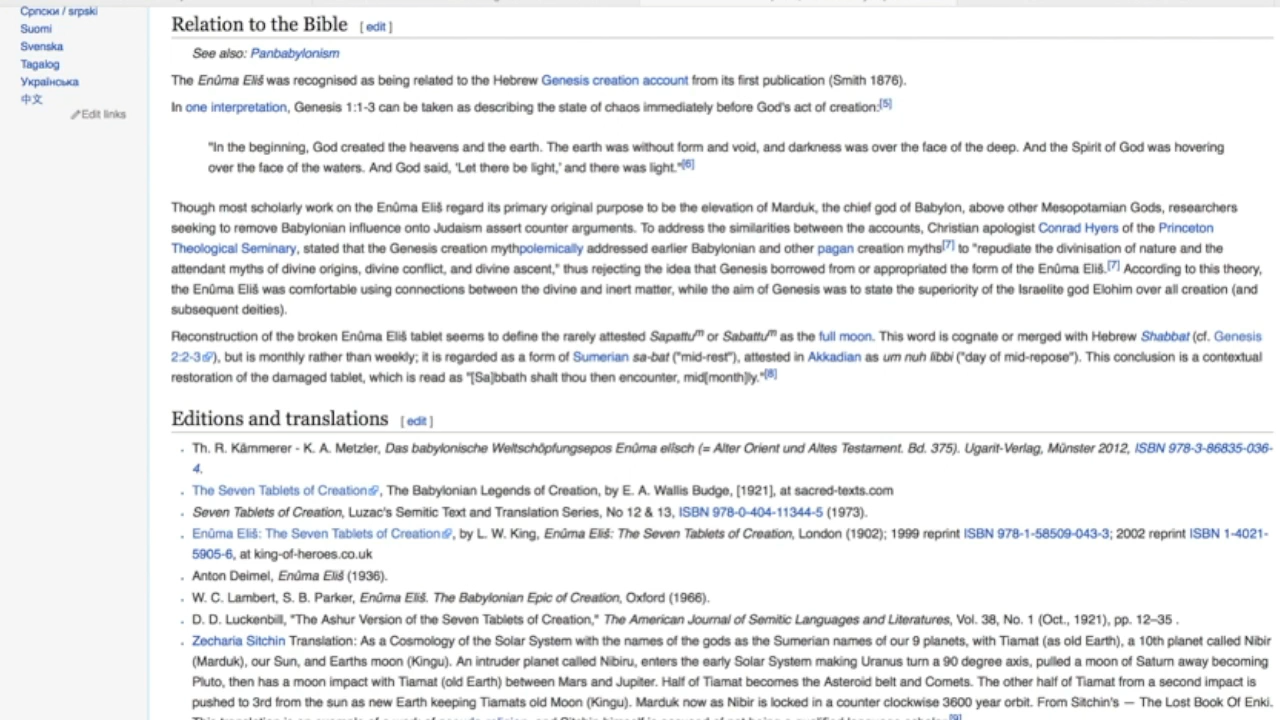 Српски / srpski
Suomi
Svenska
Tagalog
Українська
中文
Edit links
Relation to the Bible [ edit ]
See also: Panbabylonism
The Enûma Eliš was recognised as being related to the Hebrew Genesis creation account from its first publication (Smith 1876).
In one interpretation, Genesis 1:1-3 can be taken as describing the state of chaos immediately before God's act of creation:[5]
"In the beginning, God created the heavens and the earth. The earth was without form and void, and darkness was over the face of the deep. And the Spirit of God was hovering
over the face of the waters. And God said, 'Let there be light,' and there was light."[6]
Though most scholarly work on the Enûma Eliš regard its primary original purpose to be the elevation of Marduk, the chief god of Babylon, above other Mesopotamian Gods, researchers
seeking to remove Babylonian influence onto Judaism assert counter arguments. To address the similarities between the accounts, Christian apologist Conrad Hyers of the Princeton
Theological Seminary, stated that the Genesis creation mythpolemically addressed earlier Babylonian and other pagan creation myths[7] to "repudiate the divinisation of nature and the
attendant myths of divine origins, divine conflict, and divine ascent," thus rejecting the idea that Genesis borrowed from or appropriated the form of the Enûma Eliš.[7] According to this theory,
the Enûma Eliš was comfortable using connections between the divine and inert matter, while the aim of Genesis was to state the superiority of the Israelite god Elohim over all creation (and
subsequent deities).
Reconstruction of the broken Enûma Eliš tablet seems to define the rarely attested Sapattum or Sabattum as the full moon. This word is cognate or merged with Hebrew Shabbat (cf. Genesis
2:2-3), but is monthly rather than weekly; it is regarded as a form of Sumerian sa-bat ("mid-rest"), attested in Akkadian as um nuh libbi ("day of mid-repose"). This conclusion is a contextual
restoration of the damaged tablet, which is read as "[Sa]bbath shalt thou then encounter, mid[month]ly."[8]
Editions and translations [ edit ]
Th. R. Kämmerer - K. A. Metzler, Das babylonische Weltschöpfungsepos Enûma elîsch (= Alter Orient und Altes Testament. Bd. 375). Ugarit-Verlag, Münster 2012, ISBN 978-3-86835-036-
4.
The Seven Tablets of Creation, The Babylonian Legends of Creation, by E. A. Wallis Budge, [1921], at sacred-texts.com
Seven Tablets of Creation, Luzac's Semitic Text and Translation Series, No 12 & 13, ISBN 978-0-404-11344-5 (1973).
Enûma Eliš: The Seven Tablets of Creation, by L. W. King, Enûma Eliš: The Seven Tablets of Creation, London (1902); 1999 reprint ISBN 978-1-58509-043-3; 2002 reprint ISBN 1-4021-
5905-6, at king-of-heroes.co.uk
Anton Deimel, Enûma Eliš (1936).
W. C. Lambert, S. B. Parker, Enûma Eliš. The Babylonian Epic of Creation, Oxford (1966).
D. D. Luckenbill, "The Ashur Version of the Seven Tablets of Creation," The American Journal of Semitic Languages and Literatures, Vol. 38, No. 1 (Oct., 1921), pp. 12–35 .
Zecharia Sitchin Translation: As a Cosmology of the Solar System with the names of the gods as the Sumerian names of our 9 planets, with Tiamat (as old Earth), a 10th planet called Nibir
(Marduk), our Sun, and Earths moon (Kingu). An intruder planet called Nibiru, enters the early Solar System making Uranus turn a 90 degree axis, pulled a moon of Saturn away becoming
Pluto, then has a moon impact with Tiamat (old Earth) between Mars and Jupiter. Half of Tiamat becomes the Asteroid belt and Comets. The other half of Tiamat from a second impact is
pushed to 3rd from the sun as new Earth keeping Tiamats old Moon (Kingu). Marduk now as Nibir is locked in a counter clockwise 3600 year orbit. From Sitchin's — The Lost Book Of Enki.